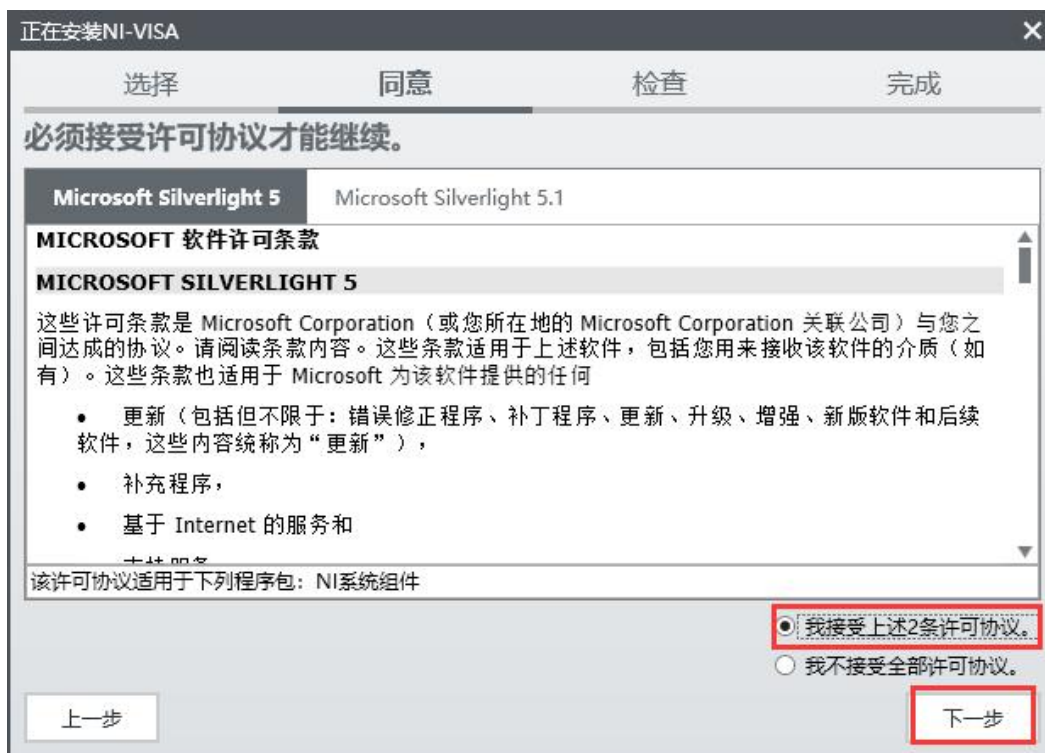 正在安装NI-VISA
选择 同意 检查 完成
必须接受许可协议才能继续。
Microsoft Silverlight 5 Microsoft Silverlight 5.1
MICROSOFT 软件许可条款
MICROSOFT SILVERLIGHT 5
这些许可条款是 Microsoft Corporation（或您所在地的 Microsoft Corporation 关联公司）与您之
间达成的协议。请阅读条款内容。这些条款适用于上述软件，包括您用来接收该软件的介质（如
有）。这些条款也适用于 Microsoft 为该软件提供的任何
• 更新（包括但不限于：错误修正程序、补丁程序、更新、升级、增强、新版软件和后续
软件，这些内容统称为“更新”），
• 补充程序，
• 基于 Internet 的服务和
该许可协议适用于下列程序包：NI系统组件
我接受上述2条许可协议。
我不接受全部许可协议。
上一步 下一步